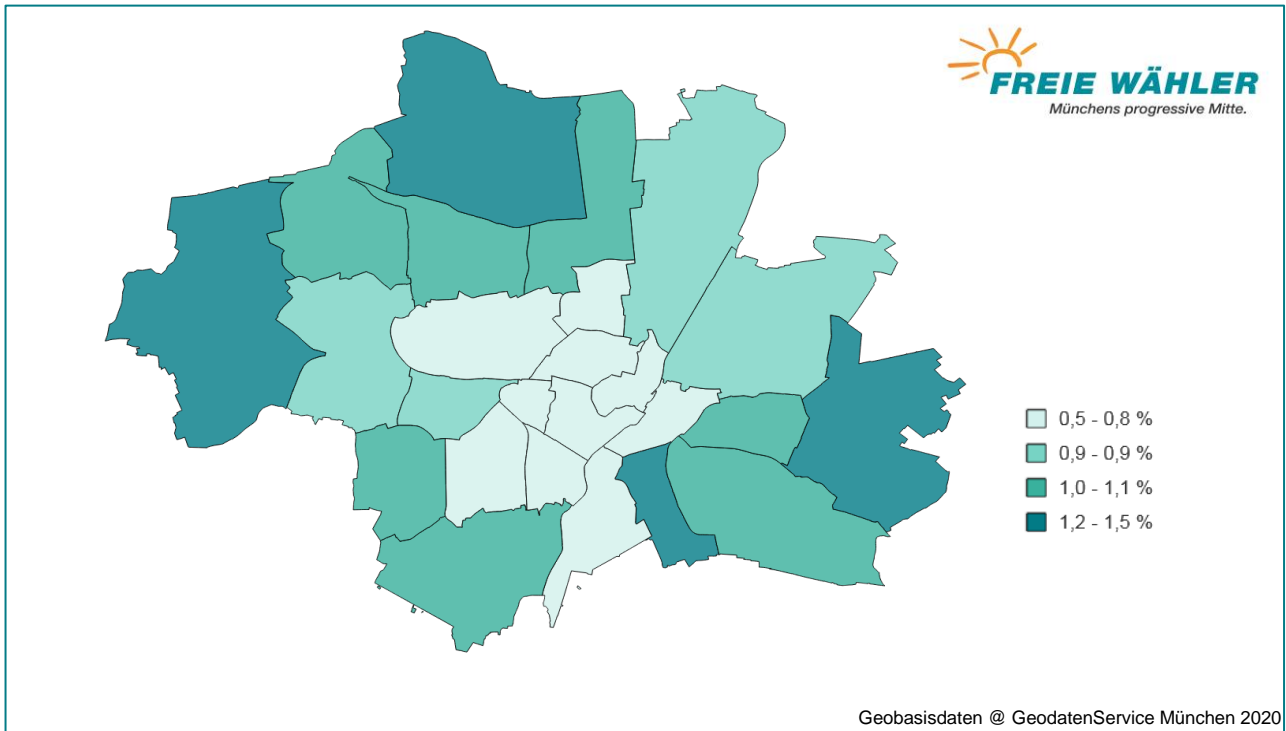 FREIE WÄHLER
Münchens progressive Mitte.
0,5 - 0,8 %
0,9 - 0,9 %
1,0 - 1,1 %
1,2 - 1,5 %
Geobasisdaten @ GeodatenService München 2020